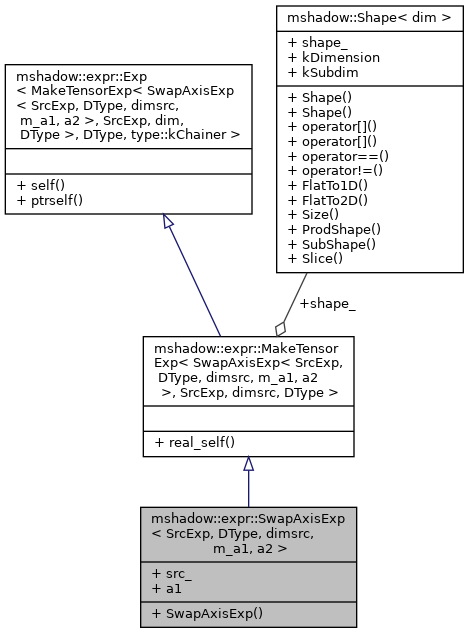 mshadow::Shape< dim >
+ shape_
+ kDimension
+ kSubdim
+ Shape()
+ Shape()
+ operator[]()
+ operator[]()
+ operator==()
+ operator!=()
+ FlatTo1D()
+ FlatTo2D()
+ Size()
+ ProdShape()
+ SubShape()
+ Slice()
mshadow::expr::Exp
< MakeTensorExp< SwapAxisExp
< SrcExp, DType, dimsrc,
m_a1, a2 >, SrcExp, dim,
DType >, DType, type::kChainer >
+ self()
+ ptrself()
+shape_
mshadow::expr::MakeTensor
Exp< SwapAxisExp< SrcExp,
DType, dimsrc, m_a1, a2
>, SrcExp, dimsrc, DType >
+ real_self()
mshadow::expr::SwapAxisExp
< SrcExp, DType, dimsrc,
m_a1, a2 >
+ src_
+ a1
+ SwapAxisExp()